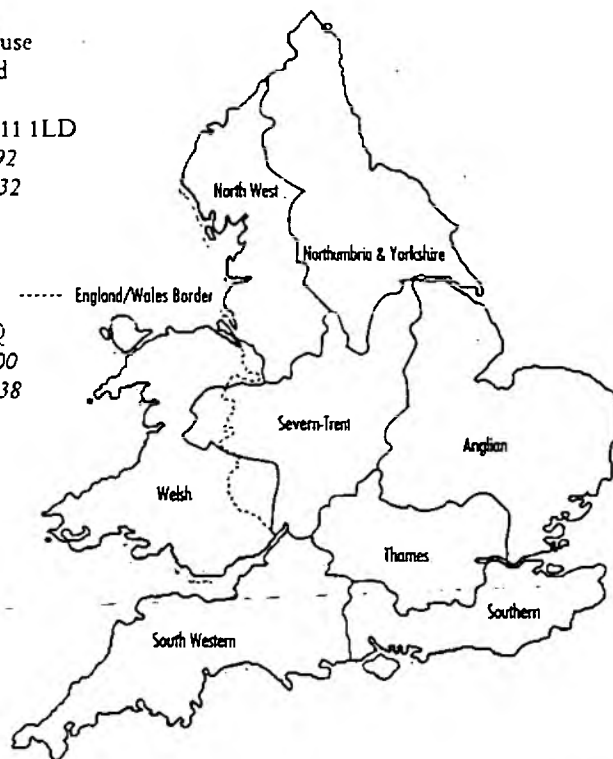 use
d
11 1LD
92
32
North West
Northumbria & Yorkshire
England/Wales Border
Q
00
38
Severn-Trent
Anglian
Welsh
Thames
Southern
South Western